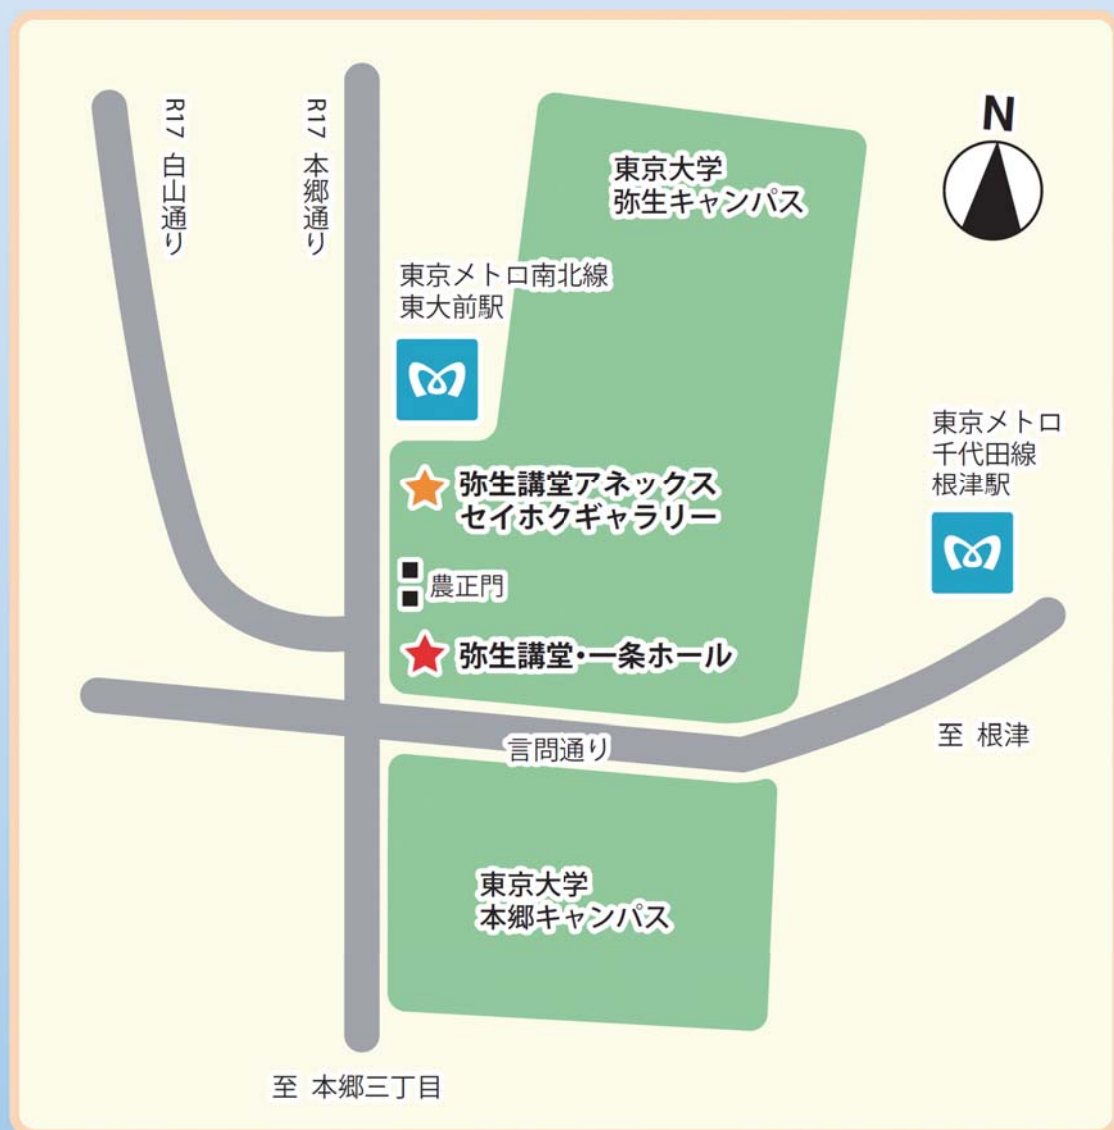 R17 白山通り
R17 本郷通り
東京大学
弥生キャンパス
N
東京メトロ南北線
東大前駅
東京メトロ
千代田線
根津駅
弥生講堂アネックス
セイホクギャラリー
農正門
弥生講堂・一条ホール
至 根津
言問通り
東京大学
本郷キャンパス
至 本郷三丁目